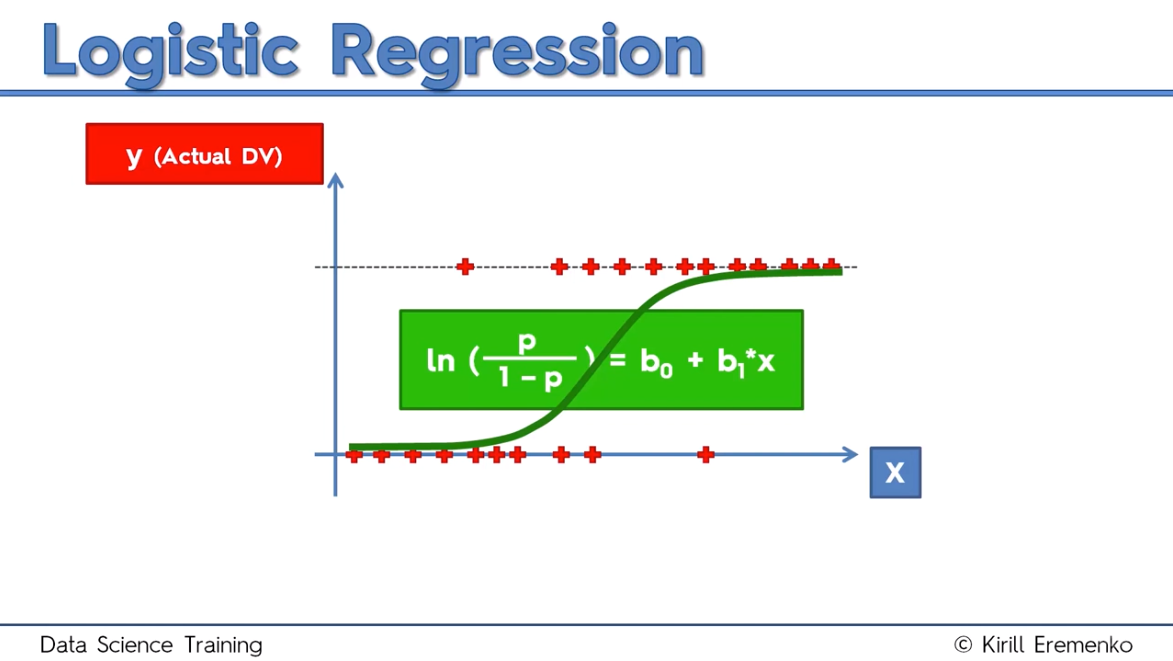 Logistic Regression
y (Actual DV)
ln (p / 1 - p) = b₀ + b₁*x
X
Data Science Training
© Kirill Eremenko